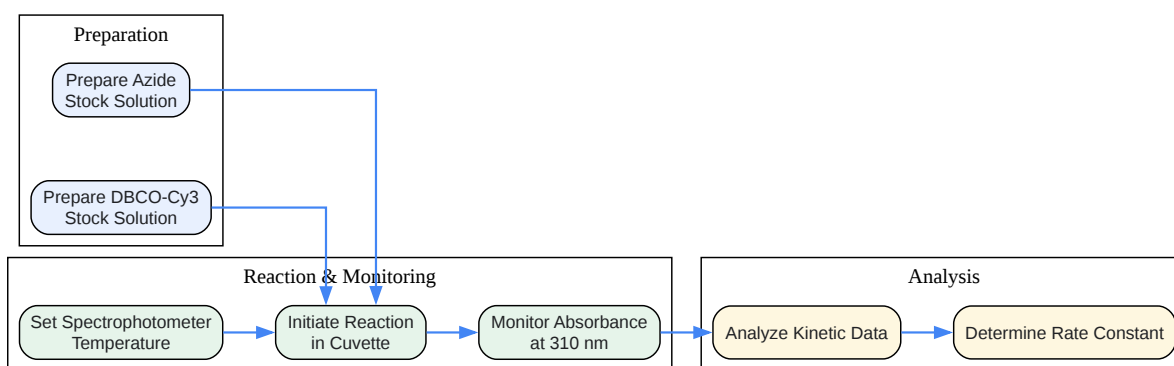 Preparation
Prepare Azide
Stock Solution
Prepare DBCO-Cy3
Stock Solution
Reaction & Monitoring
Set Spectrophotometer
Temperature
Initiate Reaction
in Cuvette
Monitor Absorbance
at 310 nm
Analysis
Analyze Kinetic Data
Determine Rate Constant